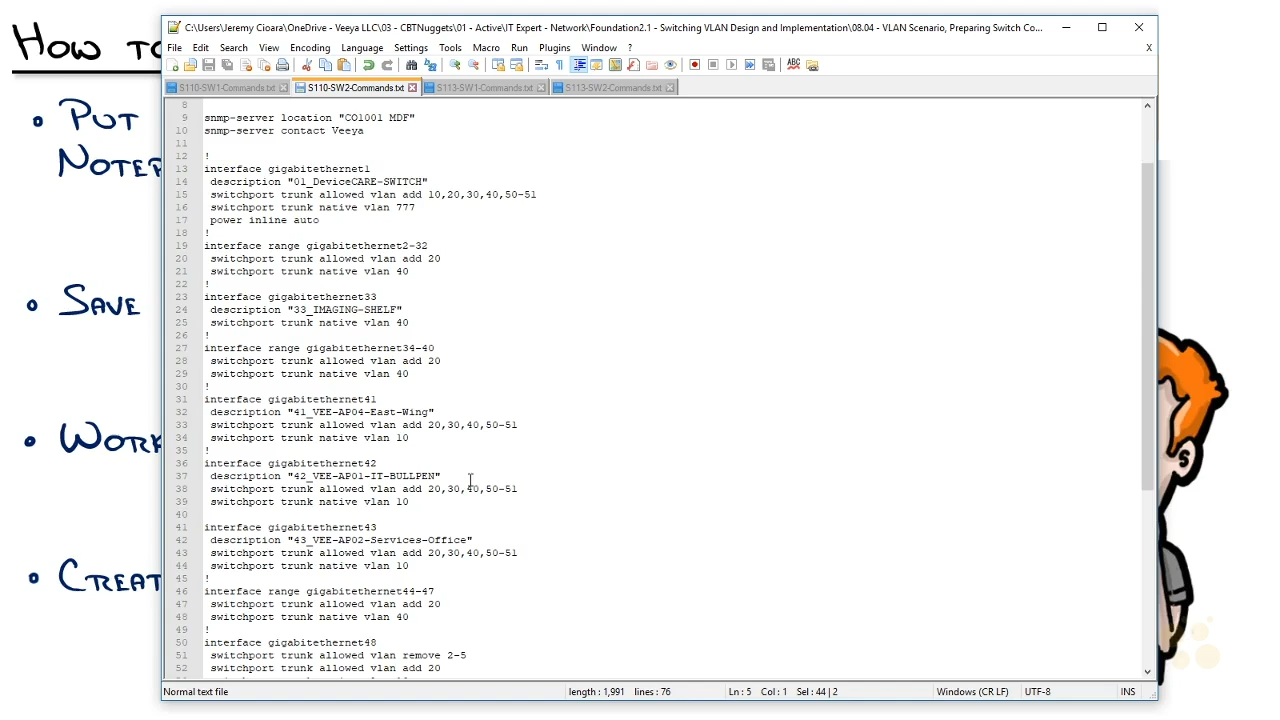 How to
• Put
Notep
• Save
• Work
• Creat
C:\Users\Jeremy Cioara\OneDrive - Veeya LLC\03 - CBTNuggets\01 - Active\IT Expert - Network\Foundation2.1 - Switching VLAN Design and Implementation\08.04 - VLAN Scenario, Preparing Switch Co...
File Edit Search View Encoding Language Settings Tools Macro Run Plugins Window ? X
S110-SW1-Commands.txt S110-SW2-Commands.txt S113-SW1-Commands.txt S113-SW2-Commands.txt
8
9 snmp-server location "CO1001 MDF"
10 snmp-server contact Veeya
11
12 !
13 interface gigabitethernet1
14 description "01_DeviceCARE-SWITCH"
15 switchport trunk allowed vlan add 10,20,30,40,50-51
16 switchport trunk native vlan 777
17 power inline auto
18 !
19 interface range gigabitethernet2-32
20 switchport trunk allowed vlan add 20
21 switchport trunk native vlan 40
22 !
23 interface gigabitethernet33
24 description "33_IMAGING-SHELF"
25 switchport trunk native vlan 40
26 !
27 interface range gigabitethernet34-40
28 switchport trunk allowed vlan add 20
29 switchport trunk native vlan 40
30 !
31 interface gigabitethernet41
32 description "41_VEE-AP04-East-Wing"
33 switchport trunk allowed vlan add 20,30,40,50-51
34 switchport trunk native vlan 10
35 !
36 interface gigabitethernet42
37 description "42_VEE-AP01-IT-BULLPEN"
38 switchport trunk allowed vlan add 20,30,40,50-51
39 switchport trunk native vlan 10
40
41 interface gigabitethernet43
42 description "43_VEE-AP02-Services-Office"
43 switchport trunk allowed vlan add 20,30,40,50-51
44 switchport trunk native vlan 10
45 !
46 interface range gigabitethernet44-47
47 switchport trunk allowed vlan add 20
48 switchport trunk native vlan 40
49 !
50 interface gigabitethernet48
51 switchport trunk allowed vlan remove 2-5
52 switchport trunk allowed vlan add 20
Normal text file length : 1,991 lines : 76 Ln : 5 Col : 1 Sel : 44 | 2 Windows (CR LF) UTF-8 INS